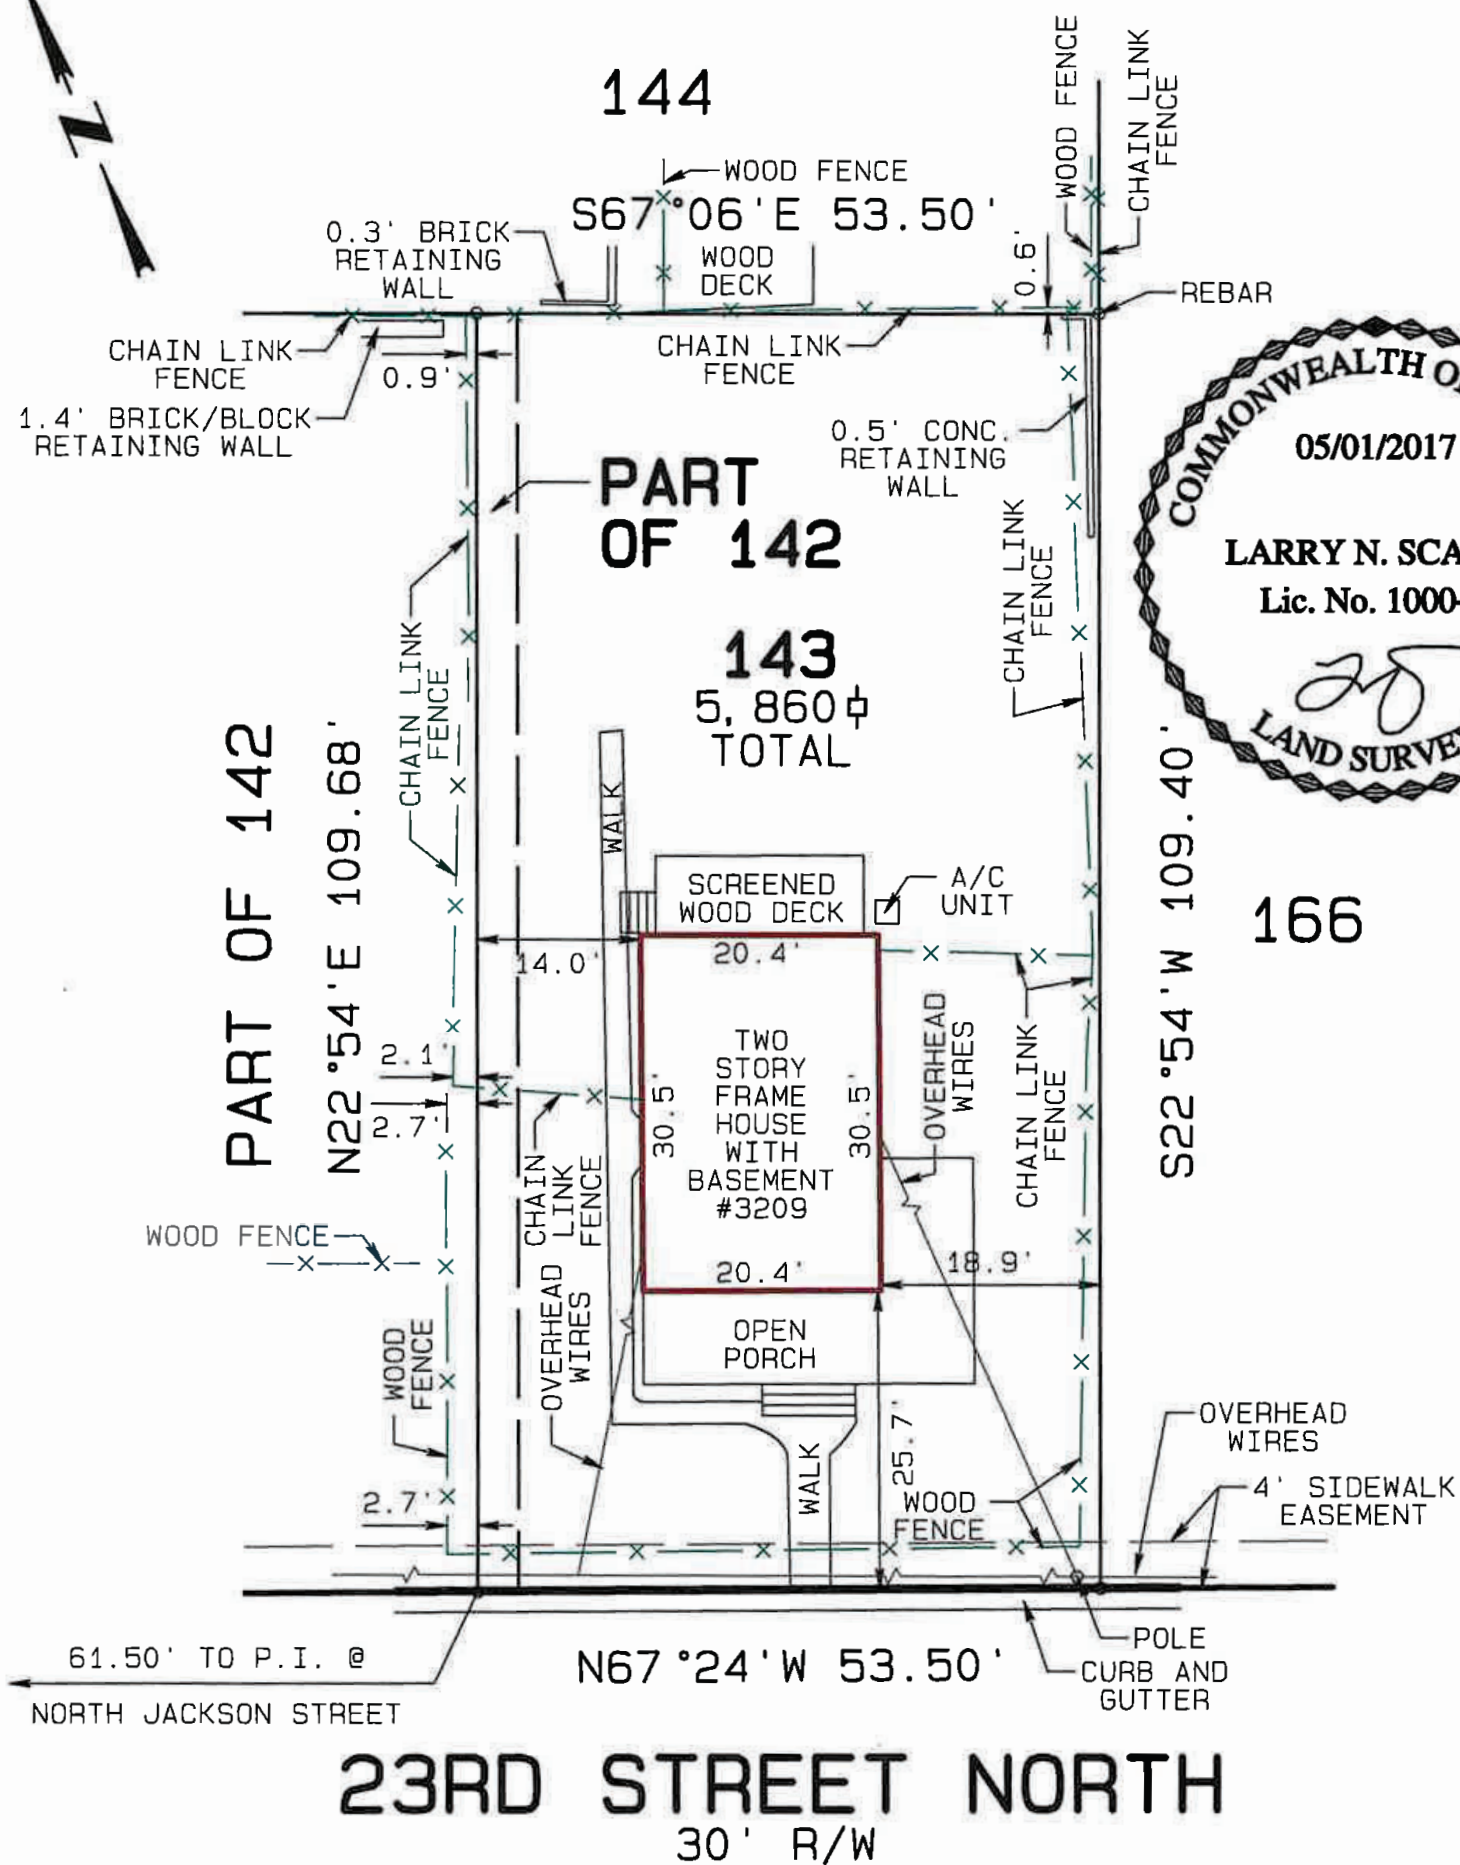 N
144
WOOD FENCE
CHAIN LINK
FENCE
WOOD FENCE
S67°06'E 53.50'
0.3' BRICK
RETAINING
WALL
WOOD
DECK
0.6'
REBAR
CHAIN LINK
FENCE
0.9'
CHAIN LINK
FENCE
1.4' BRICK/BLOCK
RETAINING WALL
0.5' CONC.
RETAINING
WALL
COMMONWEALTH
05/01/2017
LARRY N.
Lic. No. 1000-
LAND
PART
OF 142
143
5,860
TOTAL
CHAIN LINK
FENCE
CHAIN LINK
FENCE
PART OF 142
N22°54'E 109.68'
S22°54'W 109.40'
166
WALK
SCREENED
WOOD DECK
A/C
UNIT
14.0'
20.4'
TWO
STORY
FRAME
HOUSE
WITH
BASEMENT
#3209
30.5'
30.5'
20.4'
OVERHEAD
WIRES
CHAIN LINK
FENCE
2.1'
2.7'
CHAIN
LINK
FENCE
WOOD FENCE
18.9'
OPEN
PORCH
OVERHEAD
WIRES
WOOD
FENCE
WALK
25.7'
2.7'
WOOD
FENCE
OVERHEAD
WIRES
4' SIDEWALK
EASEMENT
61.50' TO P.I. @
NORTH JACKSON STREET
N67°24'W 53.50'
POLE
CURB AND
GUTTER
23RD STREET NORTH
30' R/W